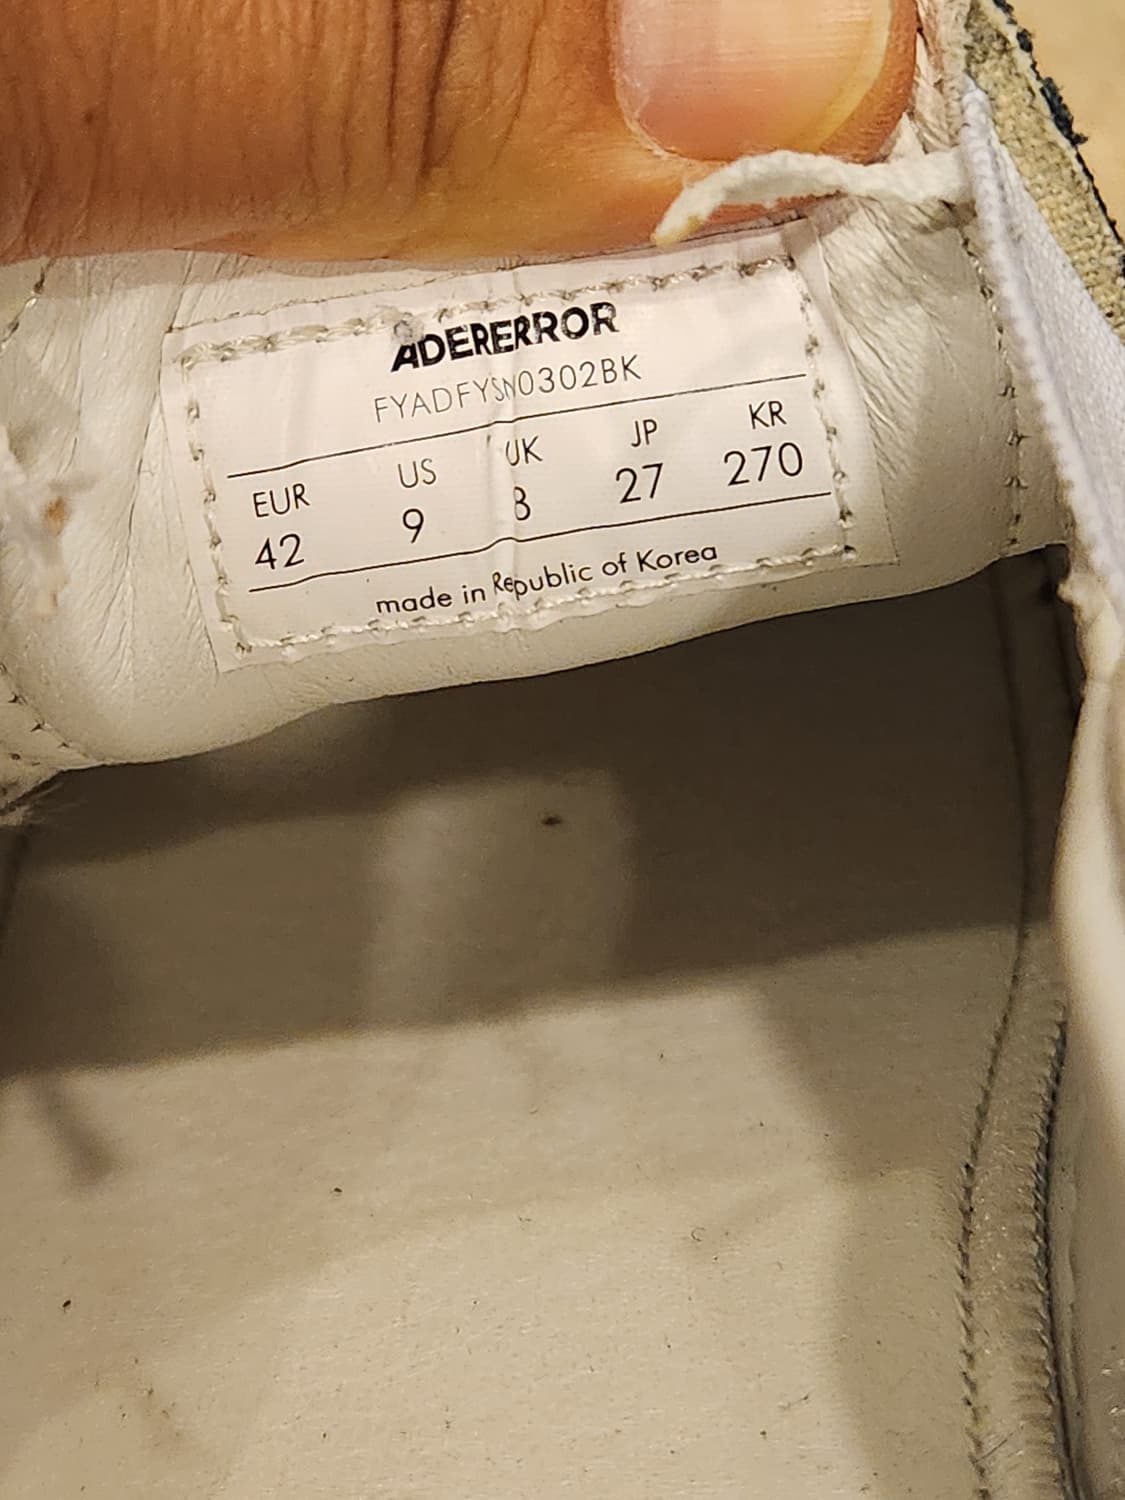 ADERERROR
FYADFYSN0302BK
EUR US UK JP KR
42 9 8 27 270
made in Republic of Korea